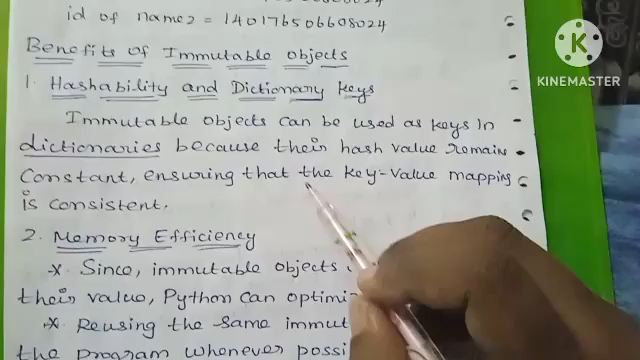 id of name2 = 140176506608024
Benefits of Immutable objects
1. Hashability and Dictionary keys
Immutable objects can be used as keys in
dictionaries because their hash value remain
constant, ensuring that the key-value mapping
is consistent.
2. Memory Efficiency
* Since, immutable objects
their value, Python can optimi
* Reusing the same immut
the program whenever possi
KINEMASTER